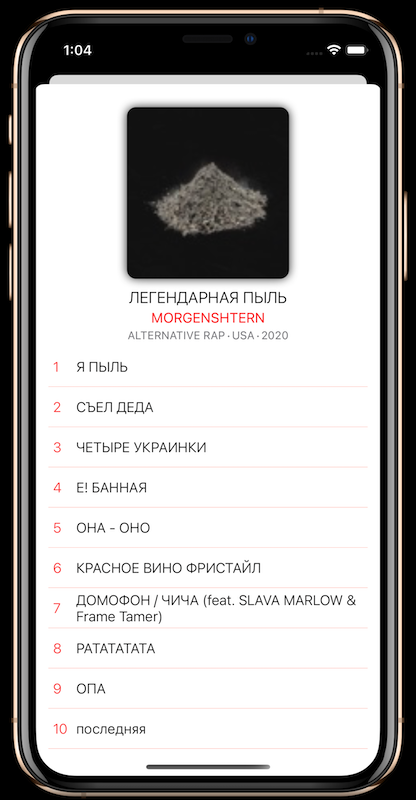 1:04
ЛЕГЕНДАРНАЯ ПЫЛЬ
MORGENSHTERN
ALTERNATIVE RAP · USA · 2020
1 Я ПЫЛЬ
2 СЪЕЛ ДЕДА
3 ЧЕТЫРЕ УКРАИНКИ
4 Е! БАННАЯ
5 ОНА - ОНО
6 КРАСНОЕ ВИНО ФРИСТАЙЛ
7 ДОМОФОН / ЧИЧА (feat. SLAVA MARLOW &
Frame Tamer)
8 РАТАТАТАТА
9 ОПА
10 последняя